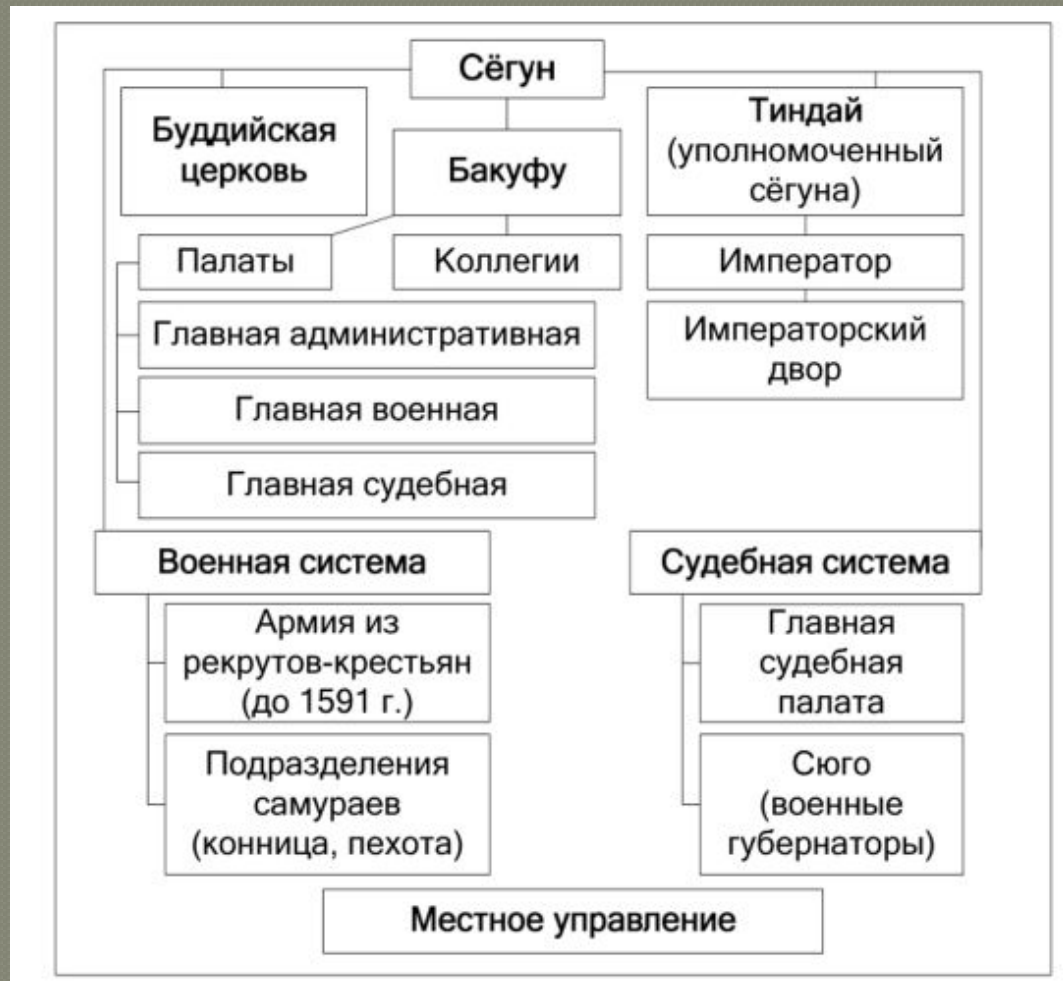 Сёгун
Буддийская
церковь
Бакуфу
Тиндай
(уполномоченный
сёгуна)
Палаты
Коллегии
Император
Главная административная
Императорский
двор
Главная военная
Главная судебная
Военная система
Судебная система
Армия из
рекрутов-крестьян
(до 1591 г.)
Главная
судебная
палата
Подразделения
самураев
(конница, пехота)
Сюго
(военные
губернаторы)
Местное управление